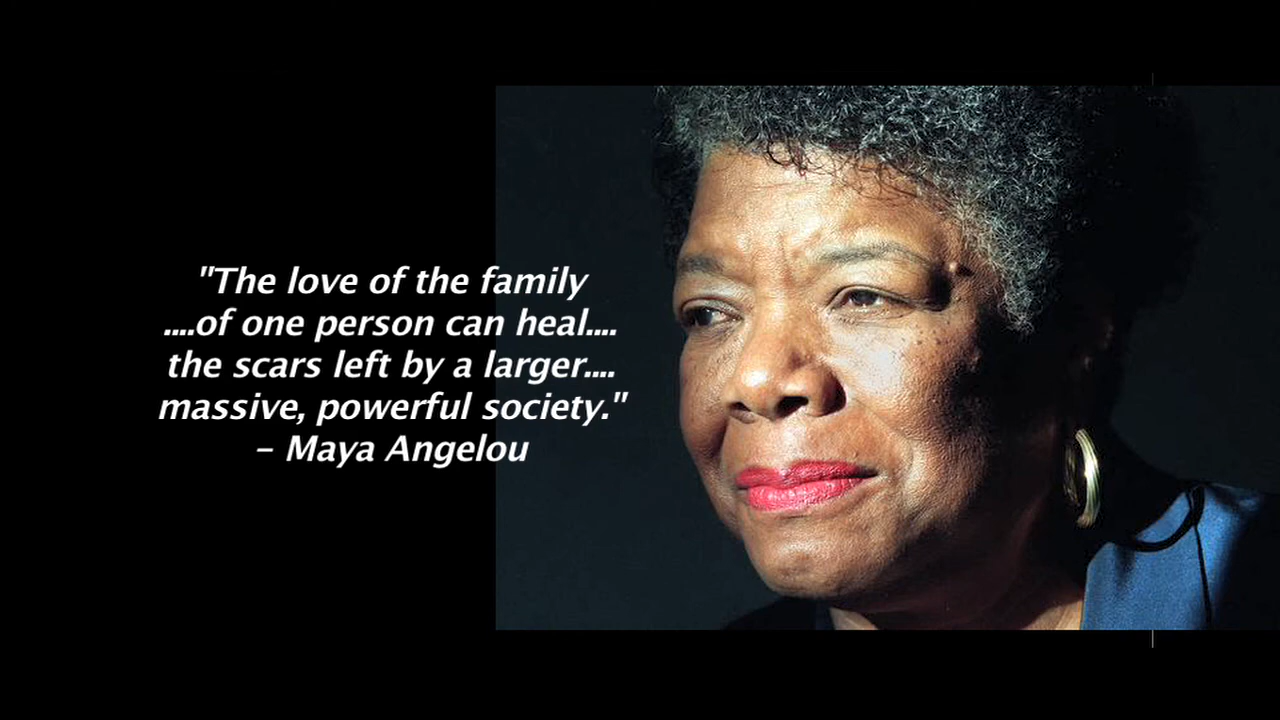 "The love of the family
....of one person can heal....
the scars left by a larger....
massive, powerful society."
– Maya Angelou